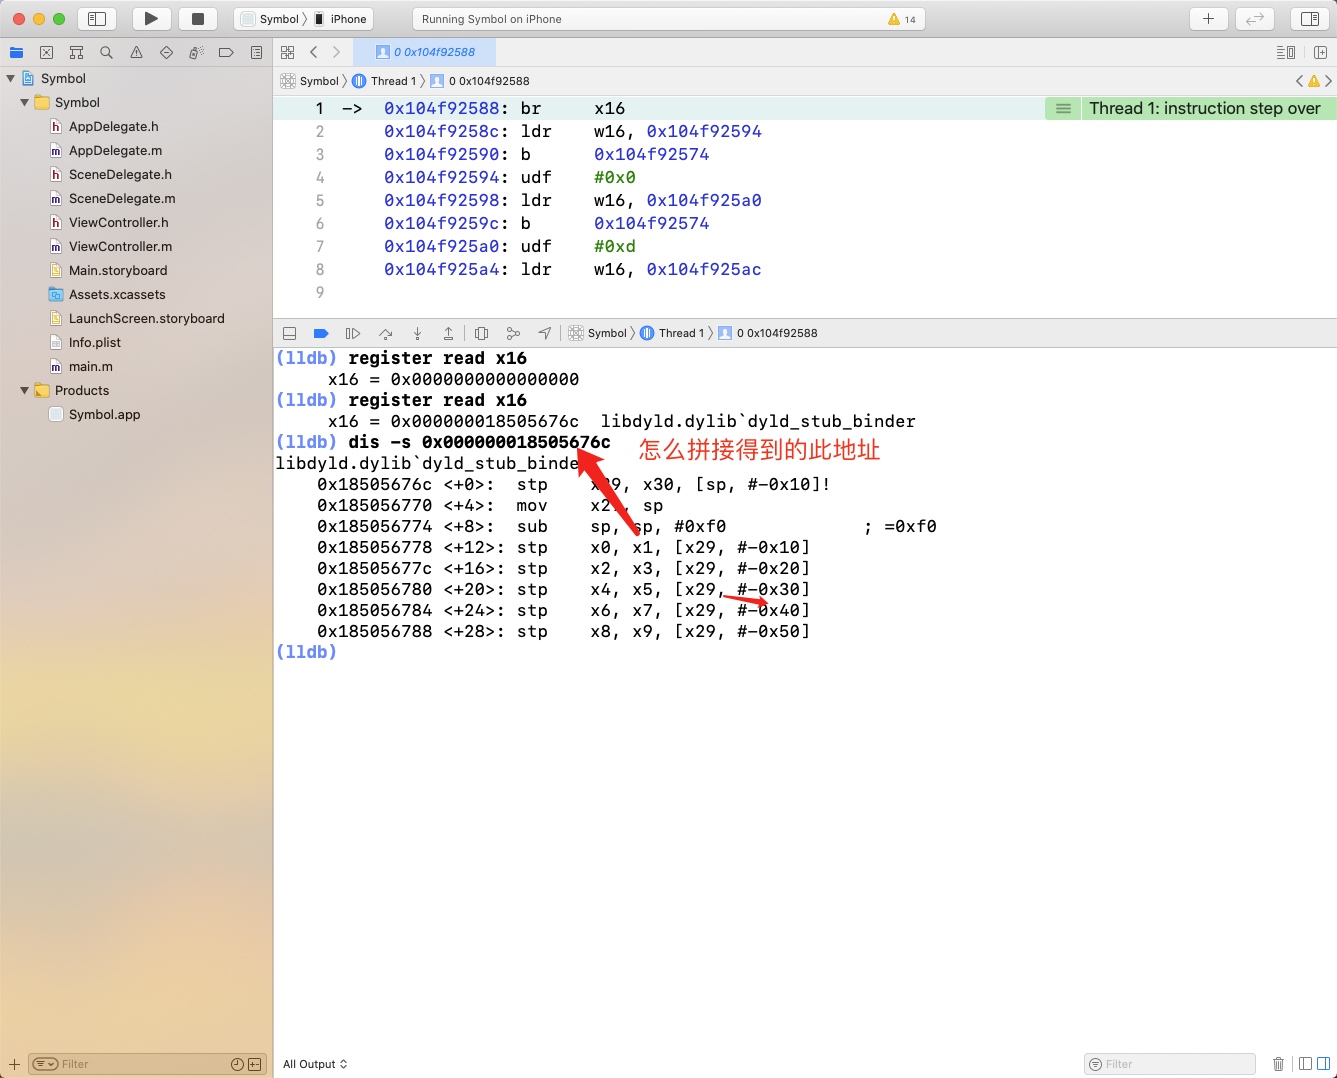 Symbol 〉 iPhone
Running Symbol on iPhone
14
0 0x104f92588
Symbol 〉 Thread 1 〉 0 0x104f92588
Symbol
Symbol
AppDelegate.h
AppDelegate.m
SceneDelegate.h
SceneDelegate.m
ViewController.h
ViewController.m
Main.storyboard
Assets.xcassets
LaunchScreen.storyboard
Info.plist
main.m
Products
Symbol.app
1 -> 0x104f92588: br x16
Thread 1: instruction step over
2 0x104f9258c: ldr w16, 0x104f92594
3 0x104f92590: b 0x104f92574
4 0x104f92594: udf #0x0
5 0x104f92598: ldr w16, 0x104f925a0
6 0x104f9259c: b 0x104f92574
7 0x104f925a0: udf #0xd
8 0x104f925a4: ldr w16, 0x104f925ac
9
Symbol 〉 Thread 1 〉 0 0x104f92588
(lldb) register read x16
x16 = 0x0000000000000000
(lldb) register read x16
x16 = 0x000000018505676c libdyld.dylib`dyld_stub_binder
(lldb) dis -s 0x000000018505676c
怎么拼接得到的此地址
libdyld.dylib`dyld_stub_binde
0x18505676c <+0>: stp x29, x30, [sp, #-0x10]!
0x185056770 <+4>: mov x29, sp
0x185056774 <+8>: sub sp, sp, #0xf0 ; =0xf0
0x185056778 <+12>: stp x0, x1, [x29, #-0x10]
0x18505677c <+16>: stp x2, x3, [x29, #-0x20]
0x185056780 <+20>: stp x4, x5, [x29, #-0x30]
0x185056784 <+24>: stp x6, x7, [x29, #-0x40]
0x185056788 <+28>: stp x8, x9, [x29, #-0x50]
(lldb)
Filter
All Output
Filter